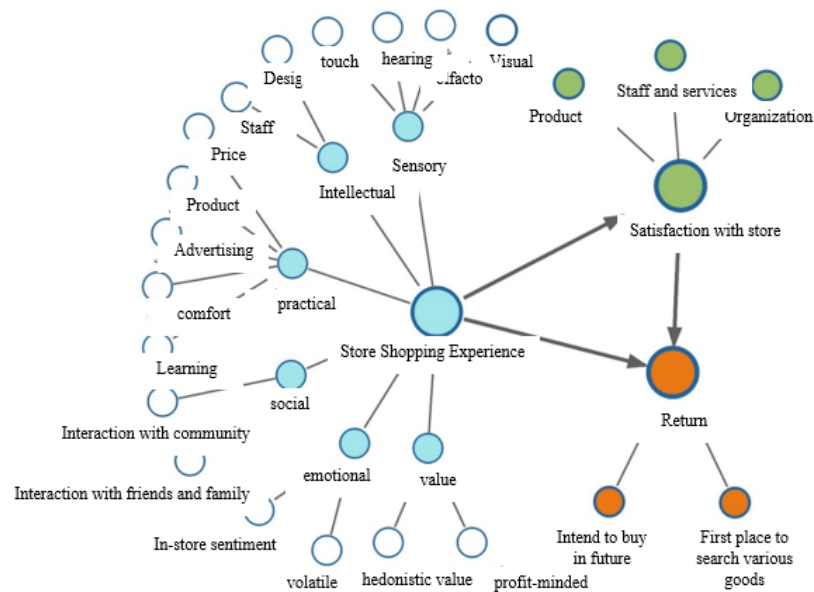 touch
hearing
Visual
Desig
lfacto
Staff and services
Product
Organization
Staff
Price
Sensory
Intellectual
Product
Satisfaction with store
Advertising
practical
comfort
Store Shopping Experience
Learning
social
Return
Interaction with community
emotional
value
Interaction with friends and family
In-store sentiment
Intend to buy
in future
First place to
search various
goods
volatile
hedonistic value
profit-minded